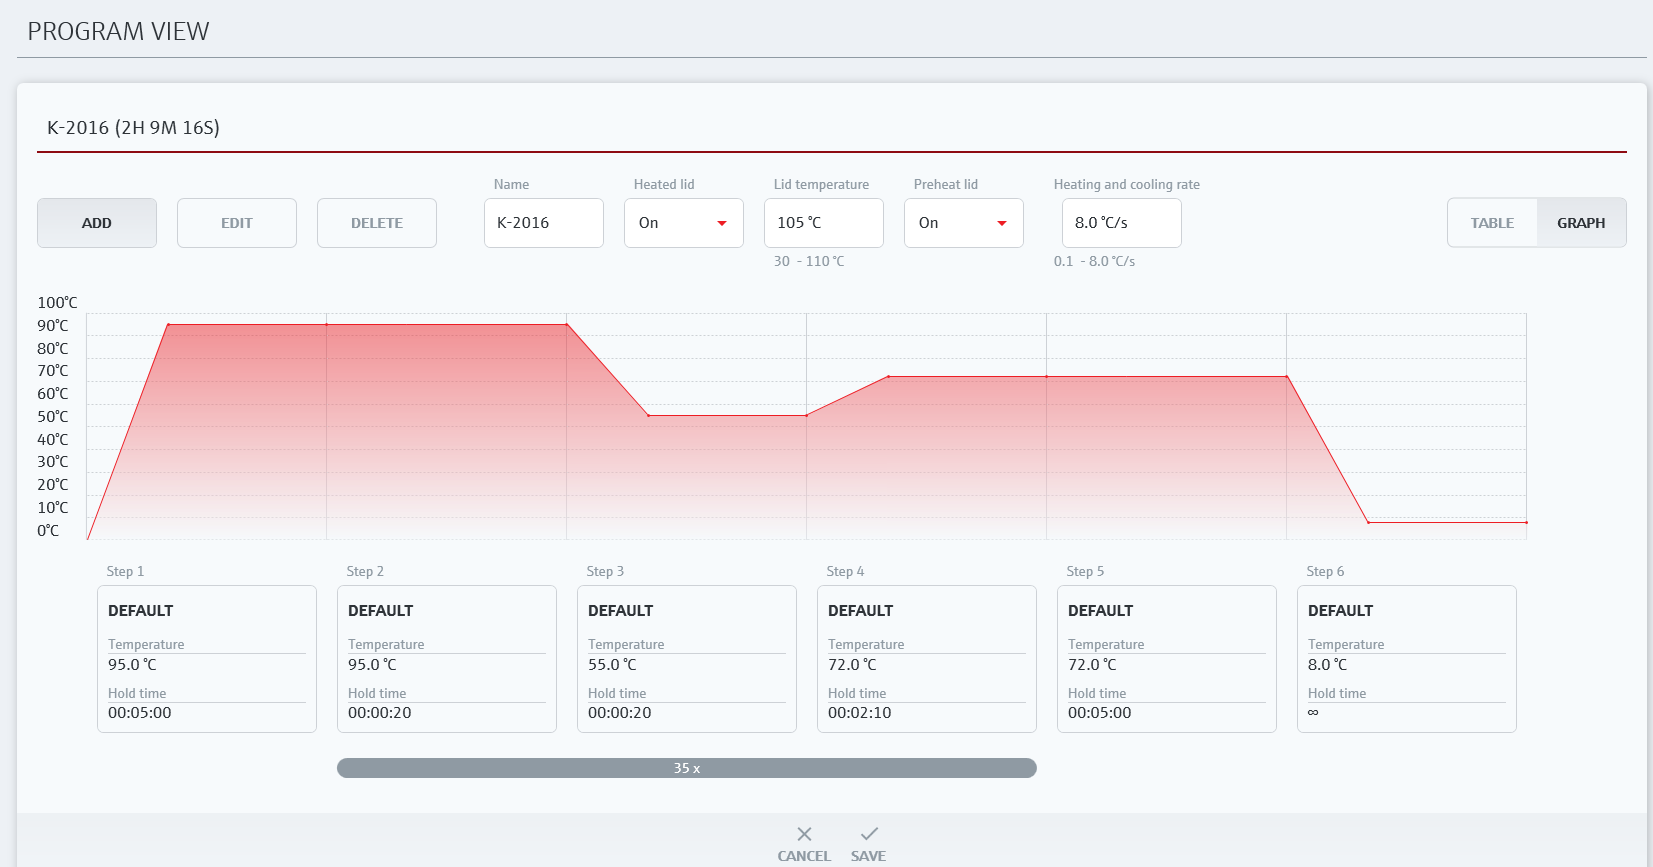 PROGRAM VIEW
K-2016 (2H 9M 16S)
Name Heated lid Lid temperature Preheat lid Heating and cooling rate
ADD EDIT DELETE K-2016 On 105 °C On 8.0 °C/s TABLE GRAPH
30 - 110 °C 0.1 - 8.0 °C/s
100°C
90°C
80°C
70°C
60°C
50°C
40°C
30°C
20°C
10°C
0°C
Step 1 Step 2 Step 3 Step 4 Step 5 Step 6
DEFAULT DEFAULT DEFAULT DEFAULT DEFAULT DEFAULT
Temperature Temperature Temperature Temperature Temperature Temperature
95.0 °C 95.0 °C 55.0 °C 72.0 °C 72.0 °C 8.0 °C
Hold time Hold time Hold time Hold time Hold time Hold time
00:05:00 00:00:20 00:00:20 00:02:10 00:05:00 ∞
35 x
CANCEL SAVE